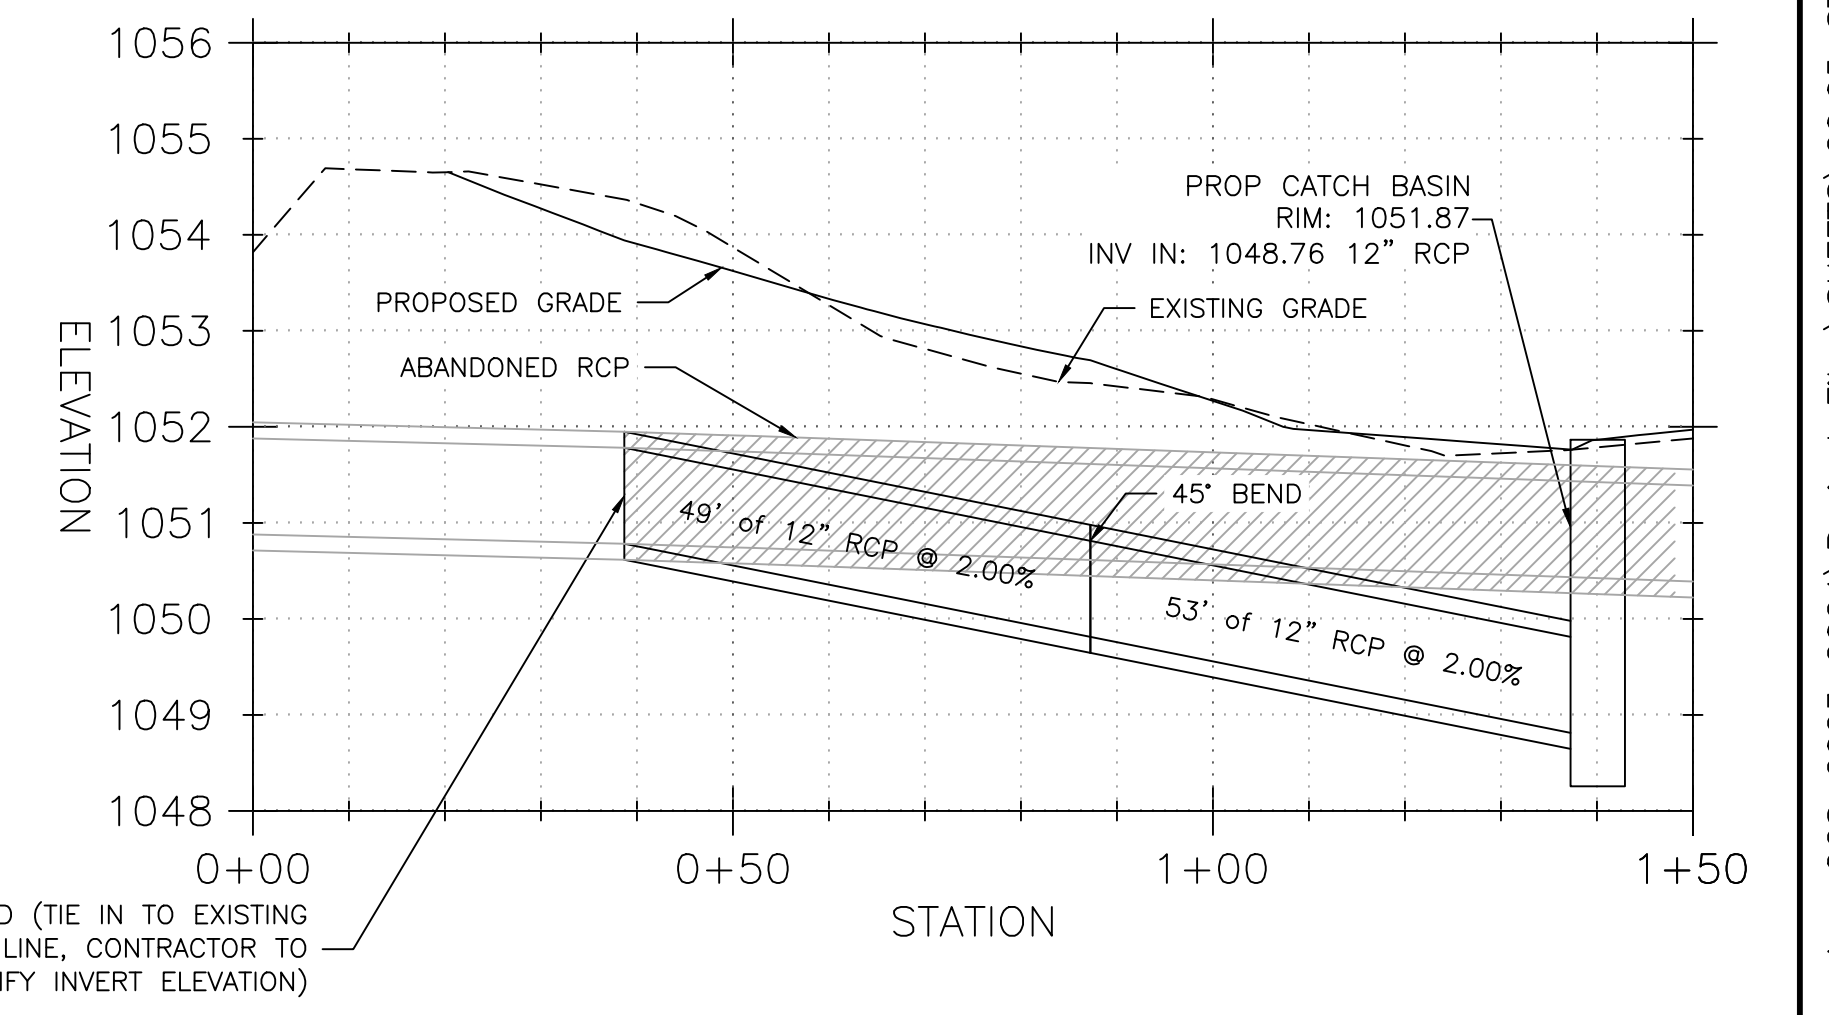 1056
1055
1054
1053
1052
1051
1050
1049
1048
ELEVATION
PROP CATCH BASIN
RIM: 1051.87
INV IN: 1048.76 12" RCP
PROPOSED GRADE
EXISTING GRADE
ABANDONED RCP
45° BEND
49' of 12" RCP @ 2.00%
53' of 12" RCP @ 2.00%
0+00
0+50
1+00
1+50
STATION
(TIE IN TO EXISTING
LINE, CONTRACTOR TO
INVERT ELEVATION)